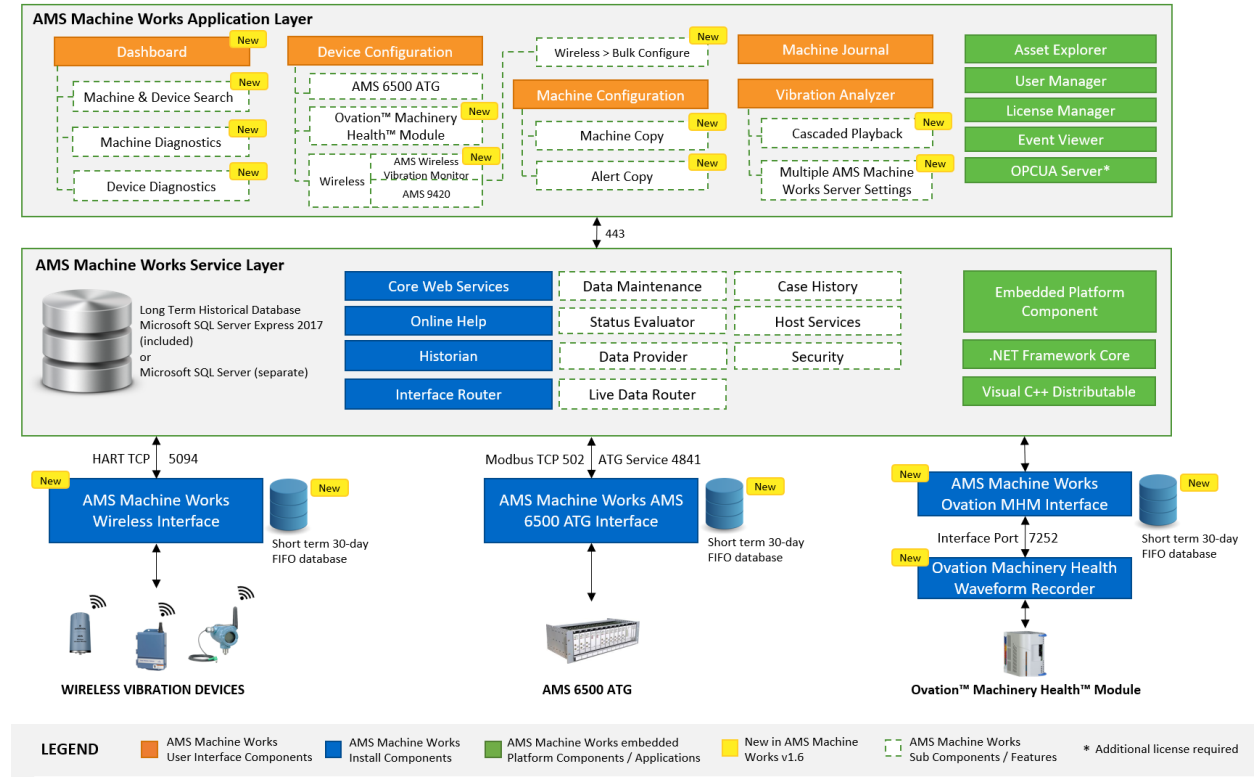 AMS Machine Works Application Layer
Dashboard
New
Machine & Device Search
New
Machine Diagnostics
New
Device Diagnostics
New
Device Configuration
AMS 6500 ATG
Ovation™ Machinery
Health™ Module
New
Wireless
AMS Wireless
Vibration Monitor
New
AMS 9420
Wireless > Bulk Configure
New
Machine Configuration
Machine Copy
New
Alert Copy
New
Machine Journal
Vibration Analyzer
Cascaded Playback
New
Multiple AMS Machine
Works Server Settings
New
Asset Explorer
User Manager
License Manager
Event Viewer
OPCUA Server*
443
AMS Machine Works Service Layer
Long Term Historical Database
Microsoft SQL Server Express 2017
(included)
or
Microsoft SQL Server (separate)
Core Web Services
Online Help
Historian
Interface Router
Data Maintenance
Status Evaluator
Data Provider
Live Data Router
Case History
Host Services
Security
Embedded Platform
Component
.NET Framework Core
Visual C++ Distributable
HART TCP 5094
New
AMS Machine Works
Wireless Interface
New
Short term 30-day
FIFO database
WIRELESS VIBRATION DEVICES
Modbus TCP 502 ATG Service 4841
AMS Machine Works AMS
6500 ATG Interface
New
Short term 30-day
FIFO database
AMS 6500 ATG
New
AMS Machine Works
Ovation MHM Interface
New
Short term 30-day
FIFO database
Interface Port 7252
New
Ovation Machinery Health
Waveform Recorder
Ovation™ Machinery Health™ Module
LEGEND
AMS Machine Works
User Interface Components
AMS Machine Works
Install Components
AMS Machine Works embedded
Platform Components / Applications
New in AMS Machine
Works v1.6
AMS Machine Works
Sub Components / Features
* Additional license required